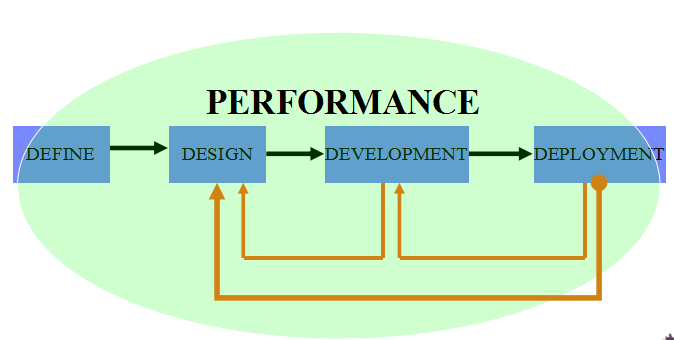 PERFORMANCE
DEFINE
DESIGN
DEVELOPMENT
DEPLOYMENT